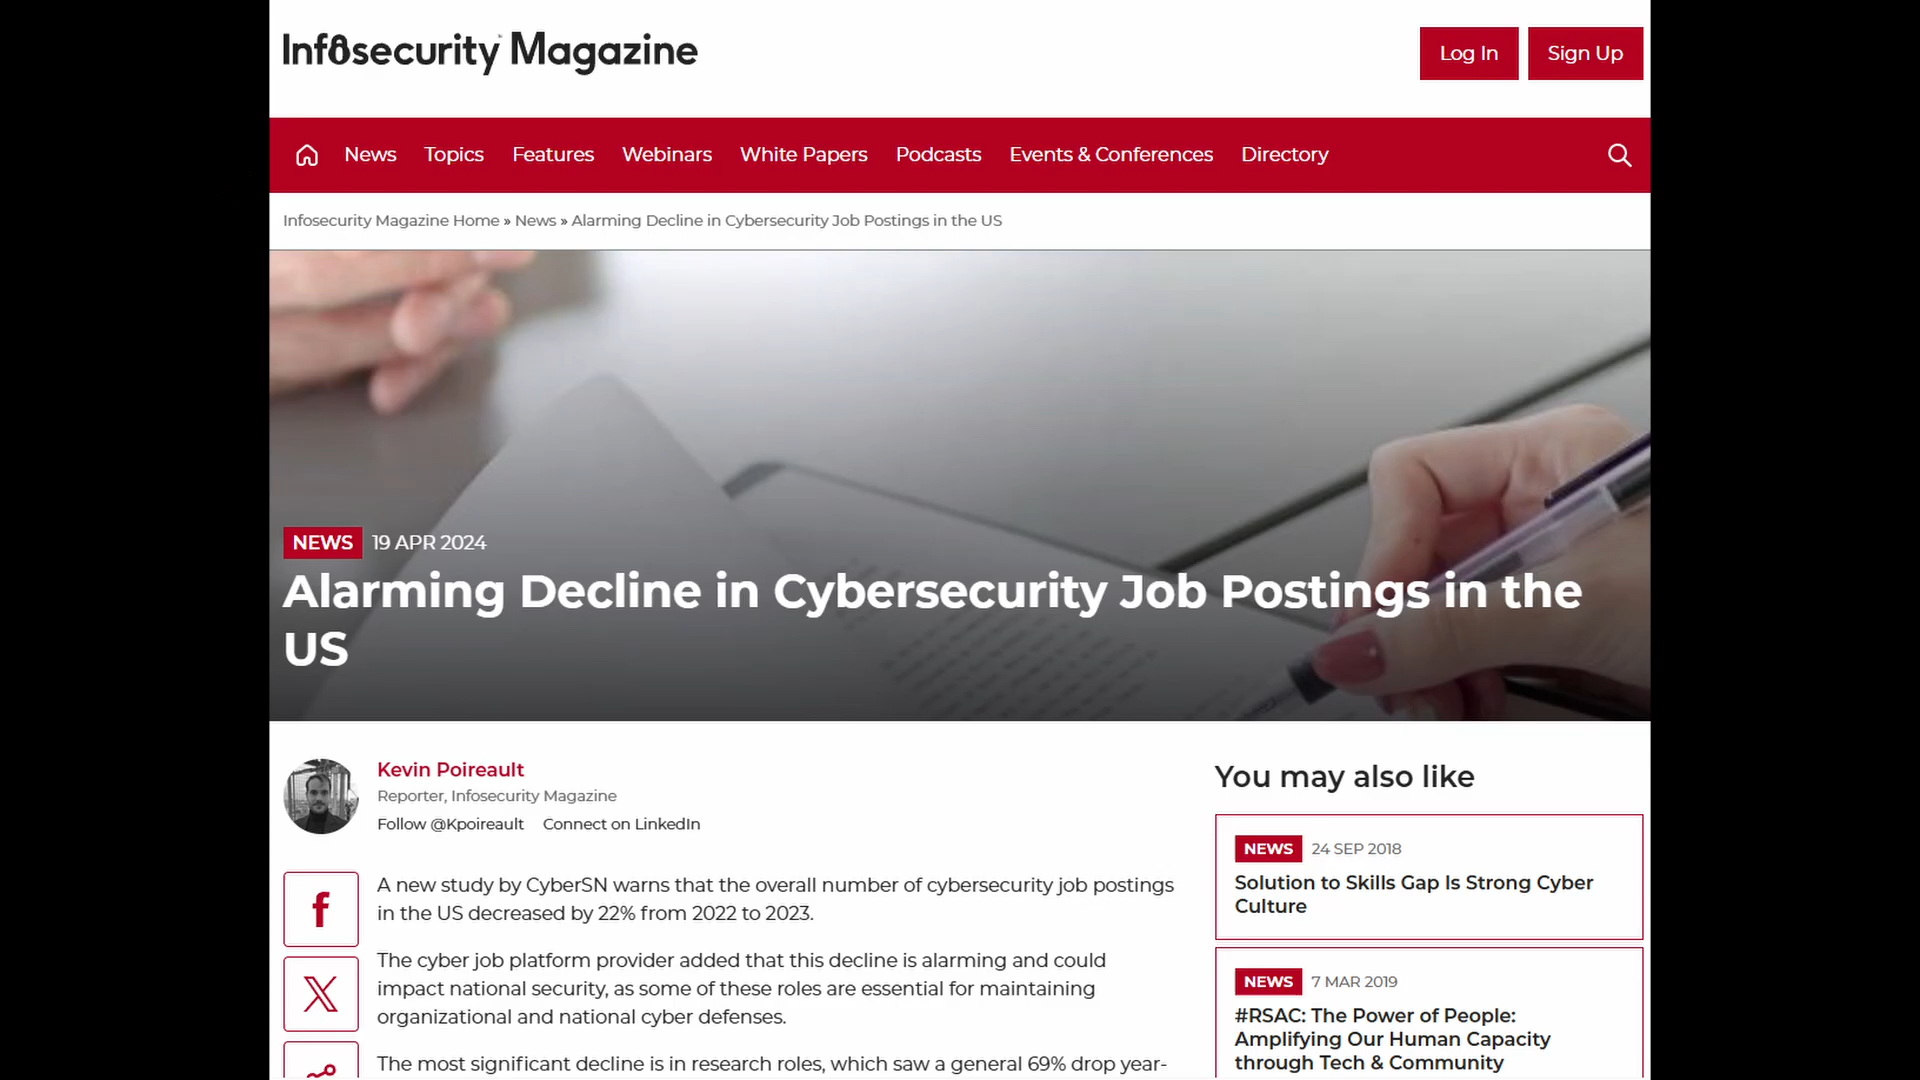 Infosecurity Magazine
Log In
Sign Up
News
Topics
Features
Webinars
White Papers
Podcasts
Events & Conferences
Directory
Infosecurity Magazine Home » News » Alarming Decline in Cybersecurity Job Postings in the US
NEWS 19 APR 2024
Alarming Decline in Cybersecurity Job Postings in the
US
Kevin Poireault
Reporter, Infosecurity Magazine
Follow @Kpoireault Connect on LinkedIn
A new study by CyberSN warns that the overall number of cybersecurity job postings
in the US decreased by 22% from 2022 to 2023.
The cyber job platform provider added that this decline is alarming and could
impact national security, as some of these roles are essential for maintaining
organizational and national cyber defenses.
The most significant decline is in research roles, which saw a general 69% drop year-
You may also like
NEWS 24 SEP 2018
Solution to Skills Gap Is Strong Cyber
Culture
NEWS 7 MAR 2019
#RSAC: The Power of People:
Amplifying Our Human Capacity
through Tech & Community